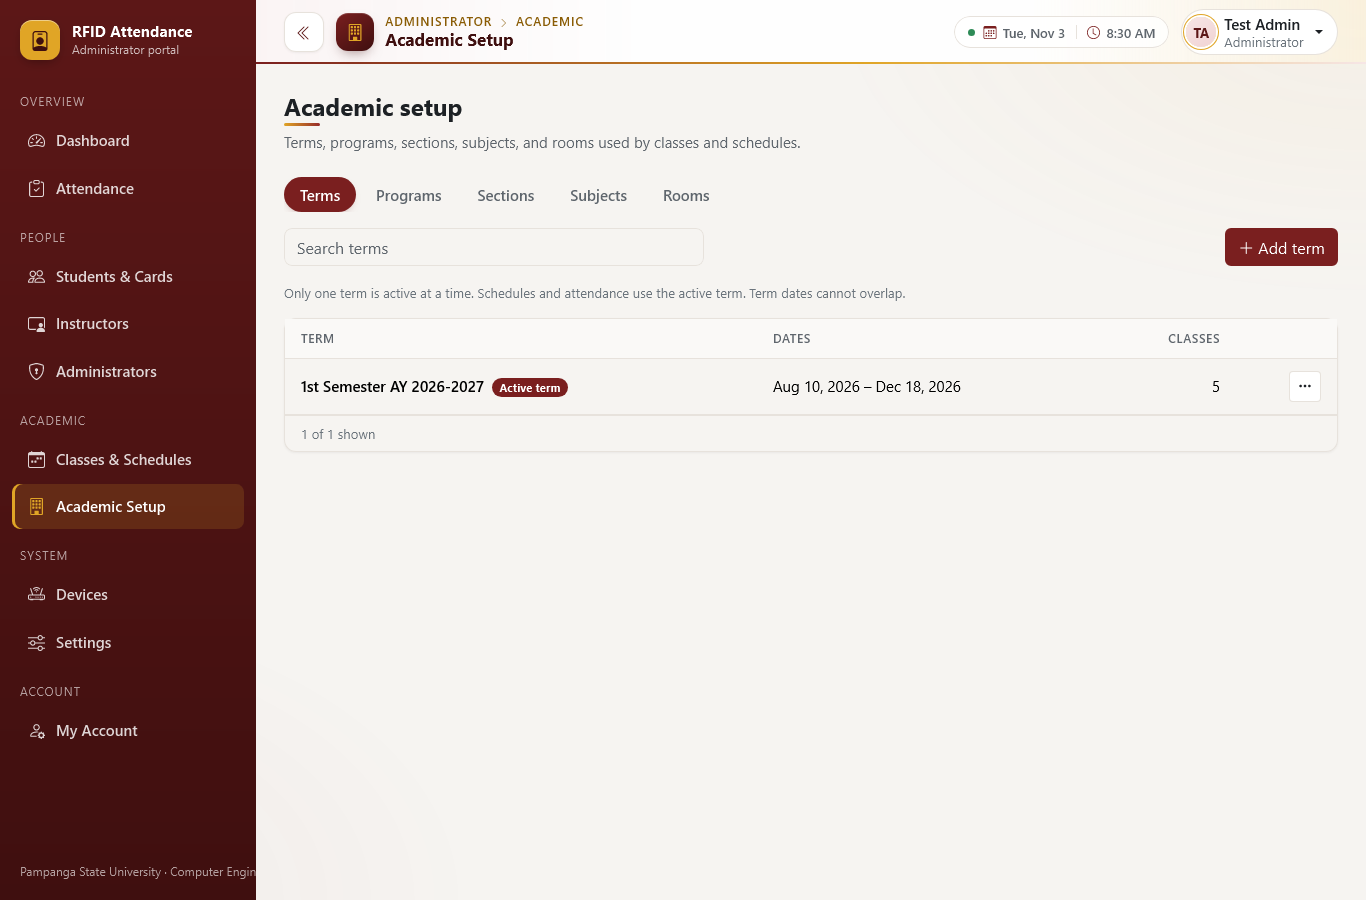 RFID Attendance
Administrator portal
OVERVIEW
Dashboard
Attendance
PEOPLE
Students & Cards
Instructors
Administrators
ACADEMIC
Classes & Schedules
Academic Setup
SYSTEM
Devices
Settings
ACCOUNT
My Account
Pampanga State University · Computer Engin
ADMINISTRATOR > ACADEMIC
Academic Setup
Tue, Nov 3 8:30 AM
TA
Test Admin
Administrator
Academic setup
Terms, programs, sections, subjects, and rooms used by classes and schedules.
Terms Programs Sections Subjects Rooms
Search terms
+ Add term
Only one term is active at a time. Schedules and attendance use the active term. Term dates cannot overlap.
TERM DATES CLASSES
1st Semester AY 2026-2027 Active term Aug 10, 2026 – Dec 18, 2026 5
1 of 1 shown